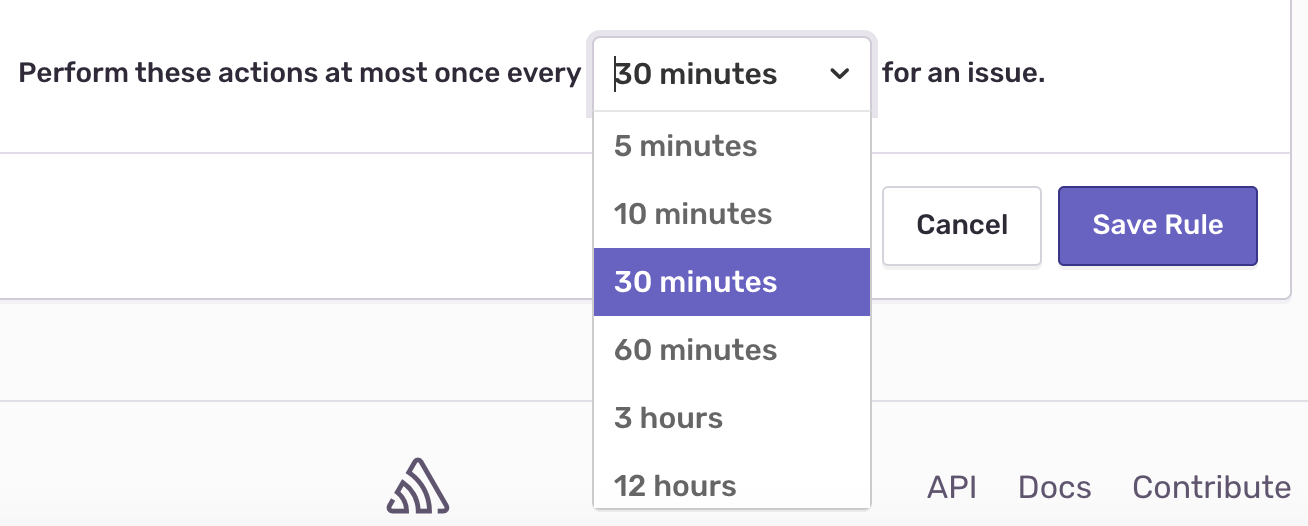 Perform these actions at most once every 30 minutes for an issue.
5 minutes
10 minutes
30 minutes
60 minutes
3 hours
12 hours
Cancel Save Rule
API Docs Contribute